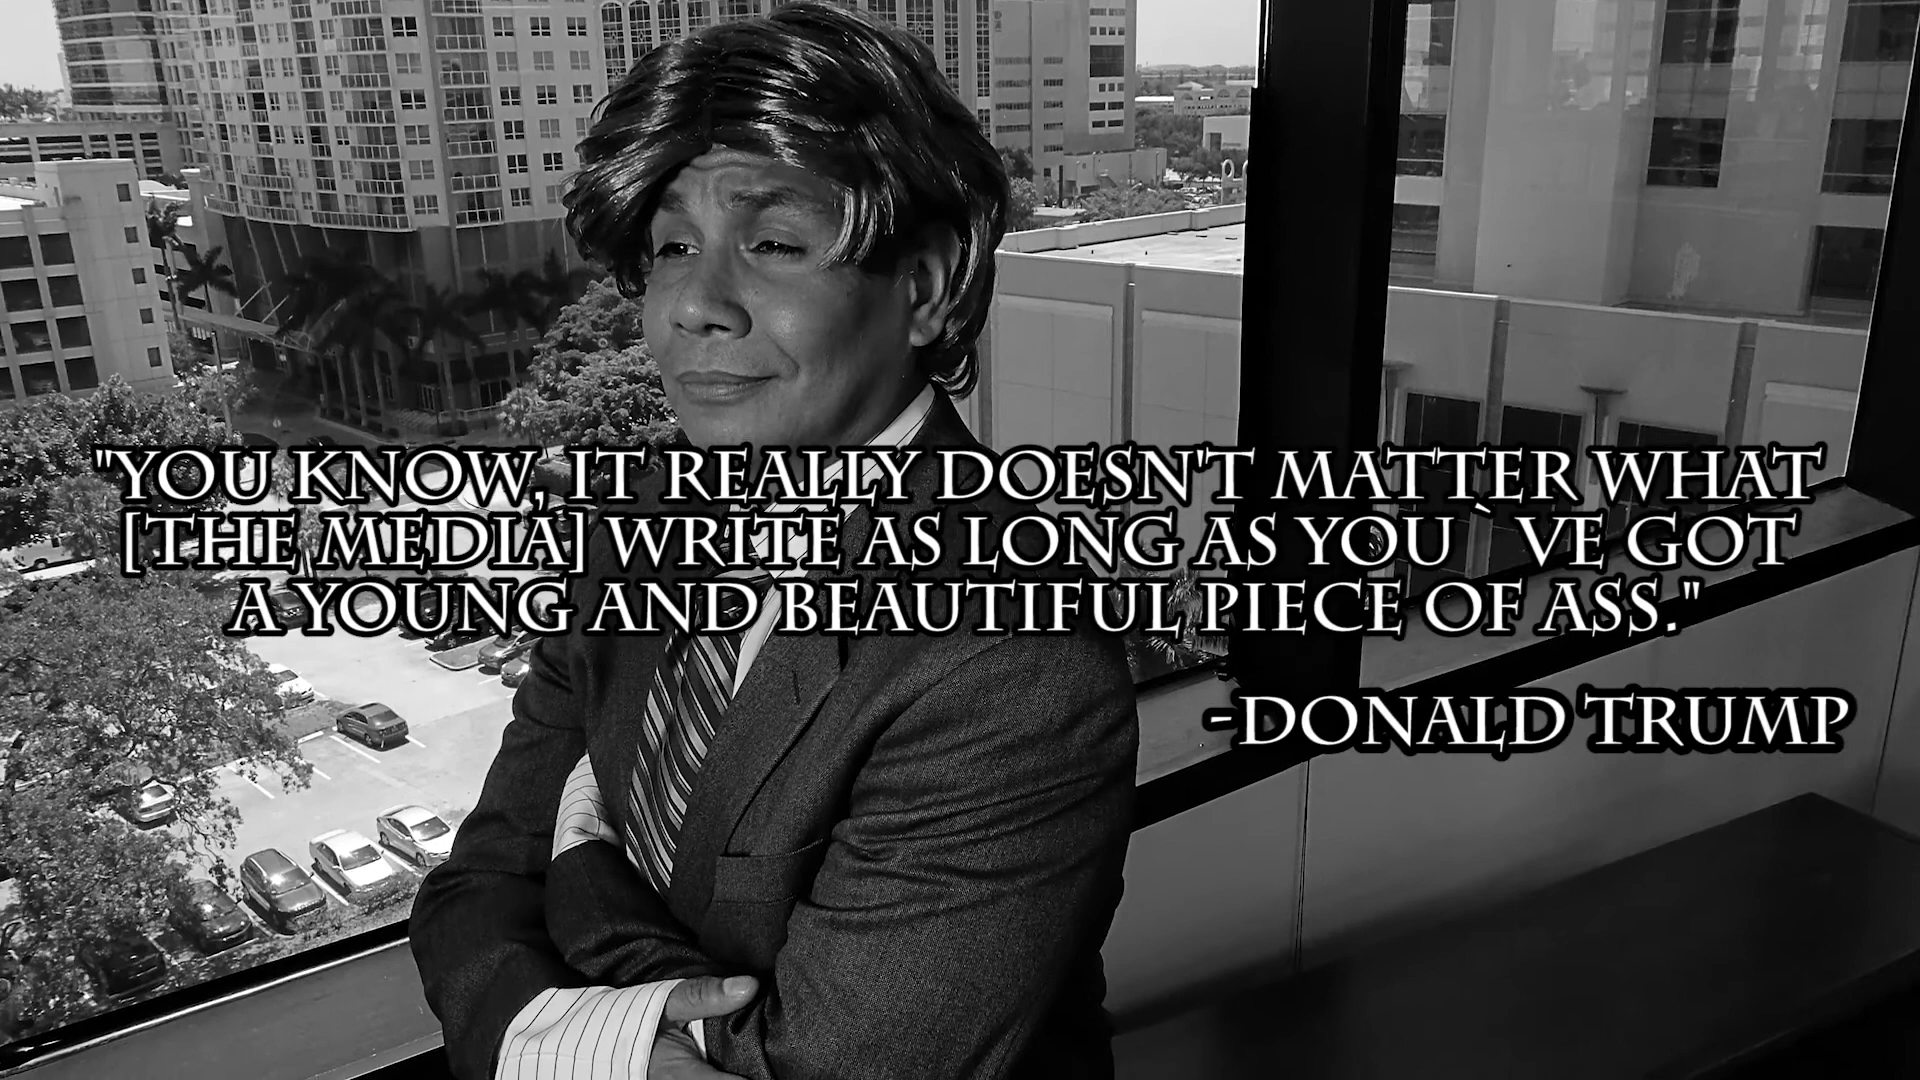 "YOU KNOW, IT REALLY DOESN'T MATTER WHAT
[THE MEDIA] WRITE AS LONG AS YOU`VE GOT
A YOUNG AND BEAUTIFUL PIECE OF ASS."
-DONALD TRUMP